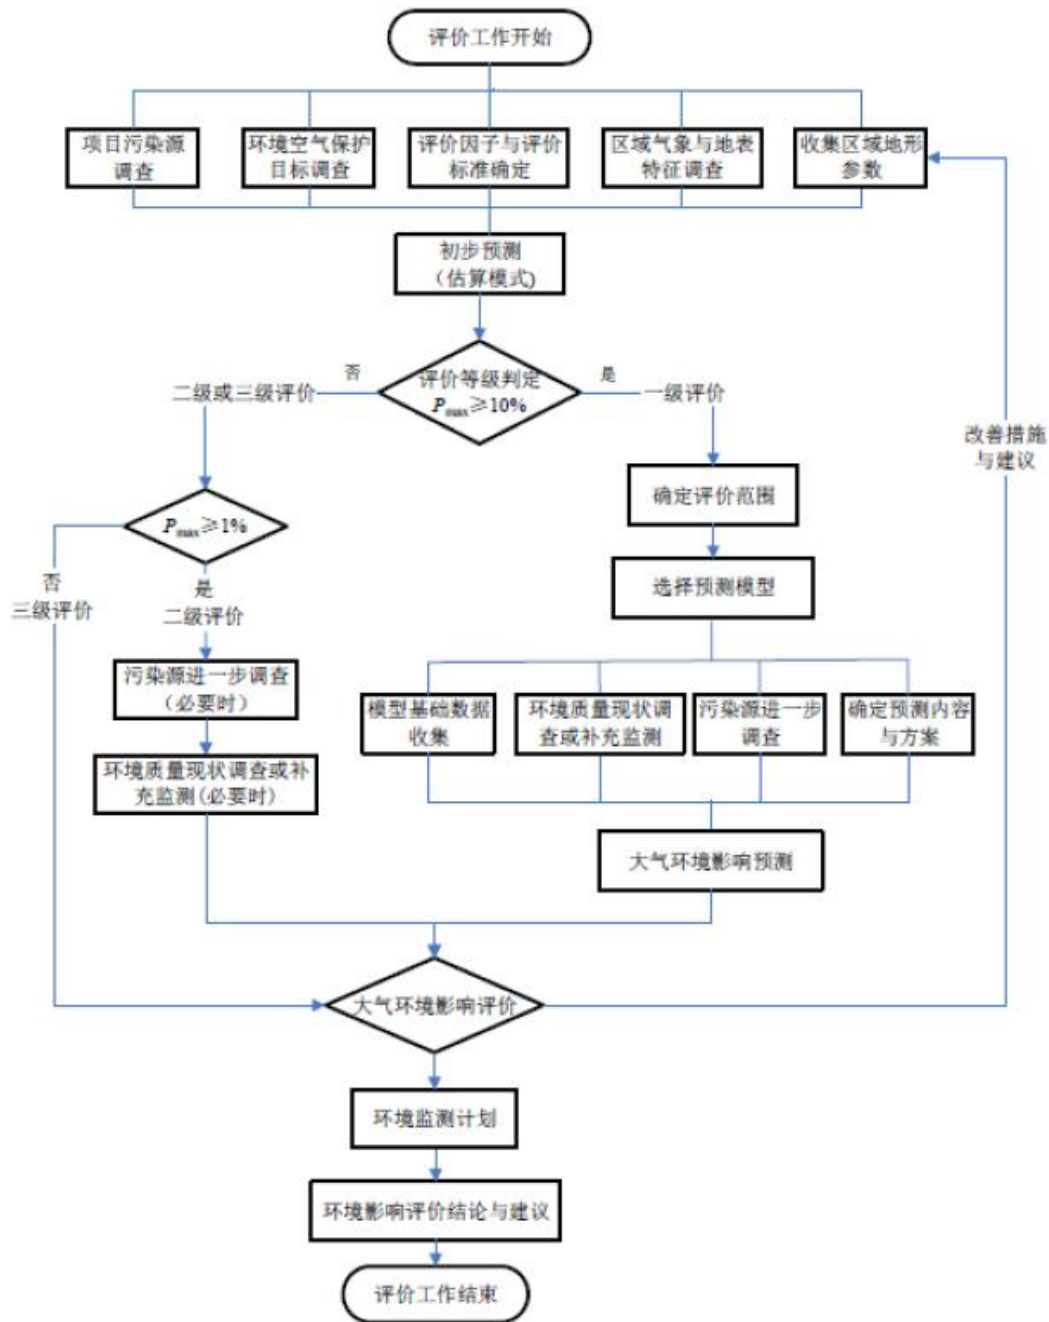 评价工作开始
项目污染源
调查
环境空气保护
目标调查
评价因子与评价
标准确定
区域气象与地表
特征调查
收集区域地形
参数
初步预测
（估算模式)
评价等级判定
Pmax≥10%
否
二级或三级评价
是
一级评价
改善措施
与建议
确定评价范围
Pmax≥1%
选择预测模型
否
三级评价
是
二级评价
污染源进一步调查
（必要时）
模型基础数据
收集
环境质量现状调
查或补充监测
污染源进一步
调查
确定预测内容
与方案
环境质量现状调查或补
充监测(必要时)
大气环境影响预测
大气环境影响评价
环境监测计划
环境影响评价结论与建议
评价工作结束